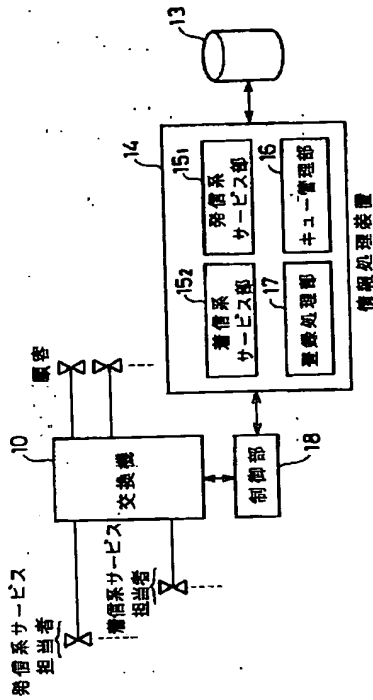 発信系サービス
担当者
着信系サービス
担当者
10
交換機
顧客
18
制御部
14
15₂
着信系
サービス部
15₁
発信系
サービス部
17
登録処理部
16
キュー管理部
情報処理装置
13